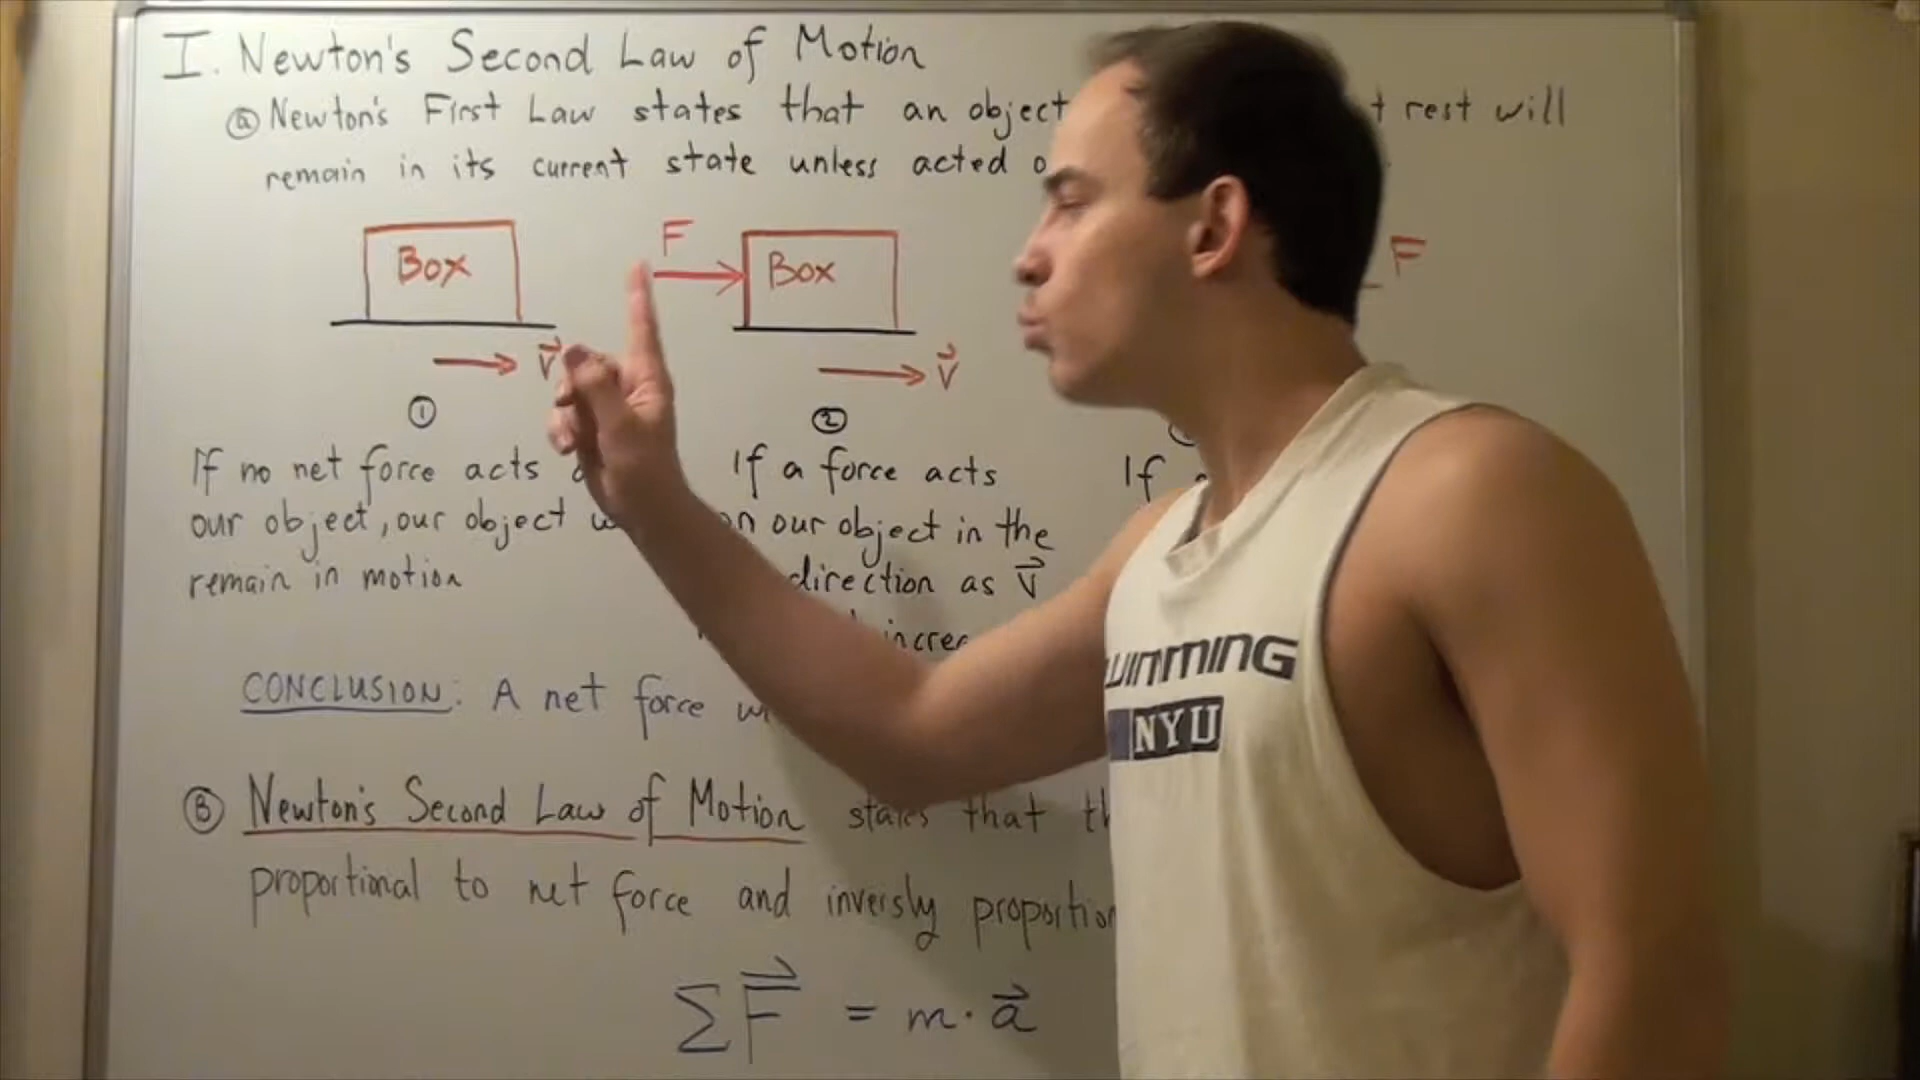 I. Newton's Second Law of Motion
ⓐ Newton's First Law states that an object t rest will
remain in its current state unless acted o
Box
F
Box
F
v⃗
v⃗
①
②
If no net force acts
our object, our object
remain in motion
If a force acts
on our object in the
direction as v⃗
increa
If
CONCLUSION: A net force
Ⓑ Newton's Second Law of Motion states that th
proportional to net force and inversly proportion
∑F⃗ = m·a⃗
WIMMING
NYU